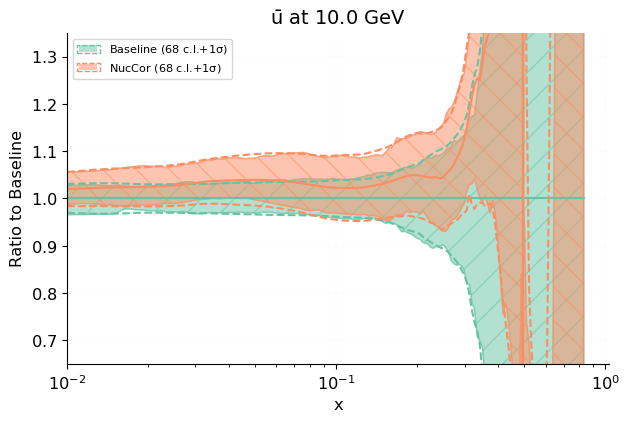 ū at 10.0 GeV
Baseline (68 c.l.+1σ)
NucCor (68 c.l.+1σ)
Ratio to Baseline
1.3
1.2
1.1
1.0
0.9
0.8
0.7
10⁻² 10⁻¹ 10⁰
x